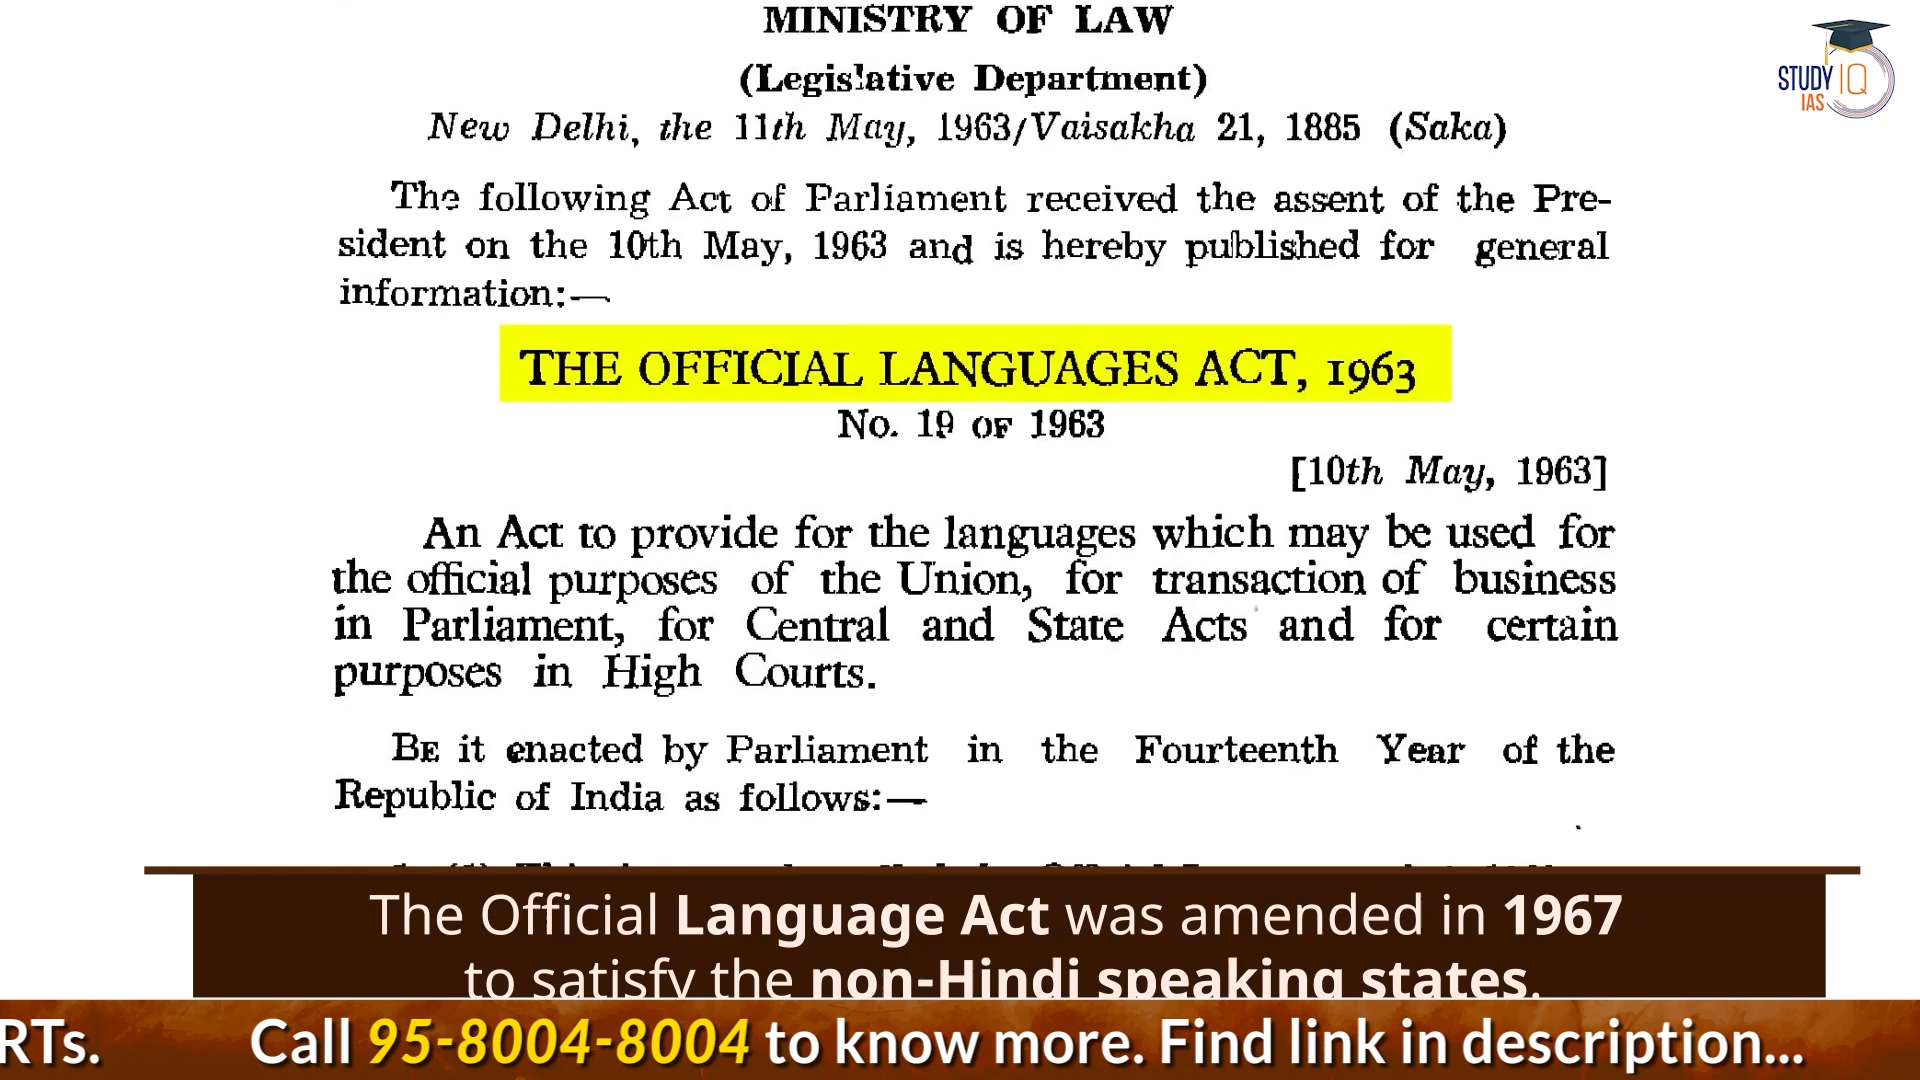 MINISTRY OF LAW
(Legislative Department)
New Delhi, the 11th May, 1963/Vaisakha 21, 1885 (Saka)
The following Act of Parliament received the assent of the Pre-
sident on the 10th May, 1963 and is hereby published for general
information:—
THE OFFICIAL LANGUAGES ACT, 1963
No. 19 OF 1963
[10th May, 1963]
An Act to provide for the languages which may be used for
the official purposes of the Union, for transaction of business
in Parliament, for Central and State Acts and for certain
purposes in High Courts.
BE it enacted by Parliament in the Fourteenth Year of the
Republic of India as follows:—
The Official Language Act was amended in 1967
to satisfy the non-Hindi speaking states.
RTs. Call 95-8004-8004 to know more. Find link in description...
STUDY IQ
IAS